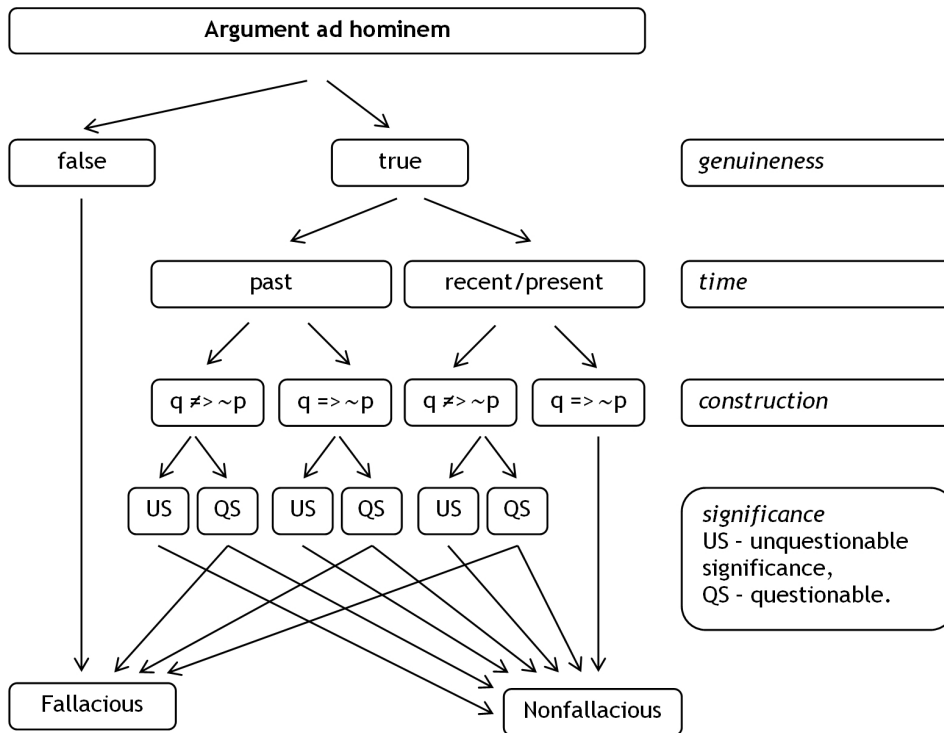 Argument ad hominem
false
true
genuineness
past
recent/present
time
q ≠> ~p
q => ~p
q ≠> ~p
q => ~p
construction
US
QS
US
QS
US
QS
significance
US - unquestionable
significance,
QS - questionable.
Fallacious
Nonfallacious